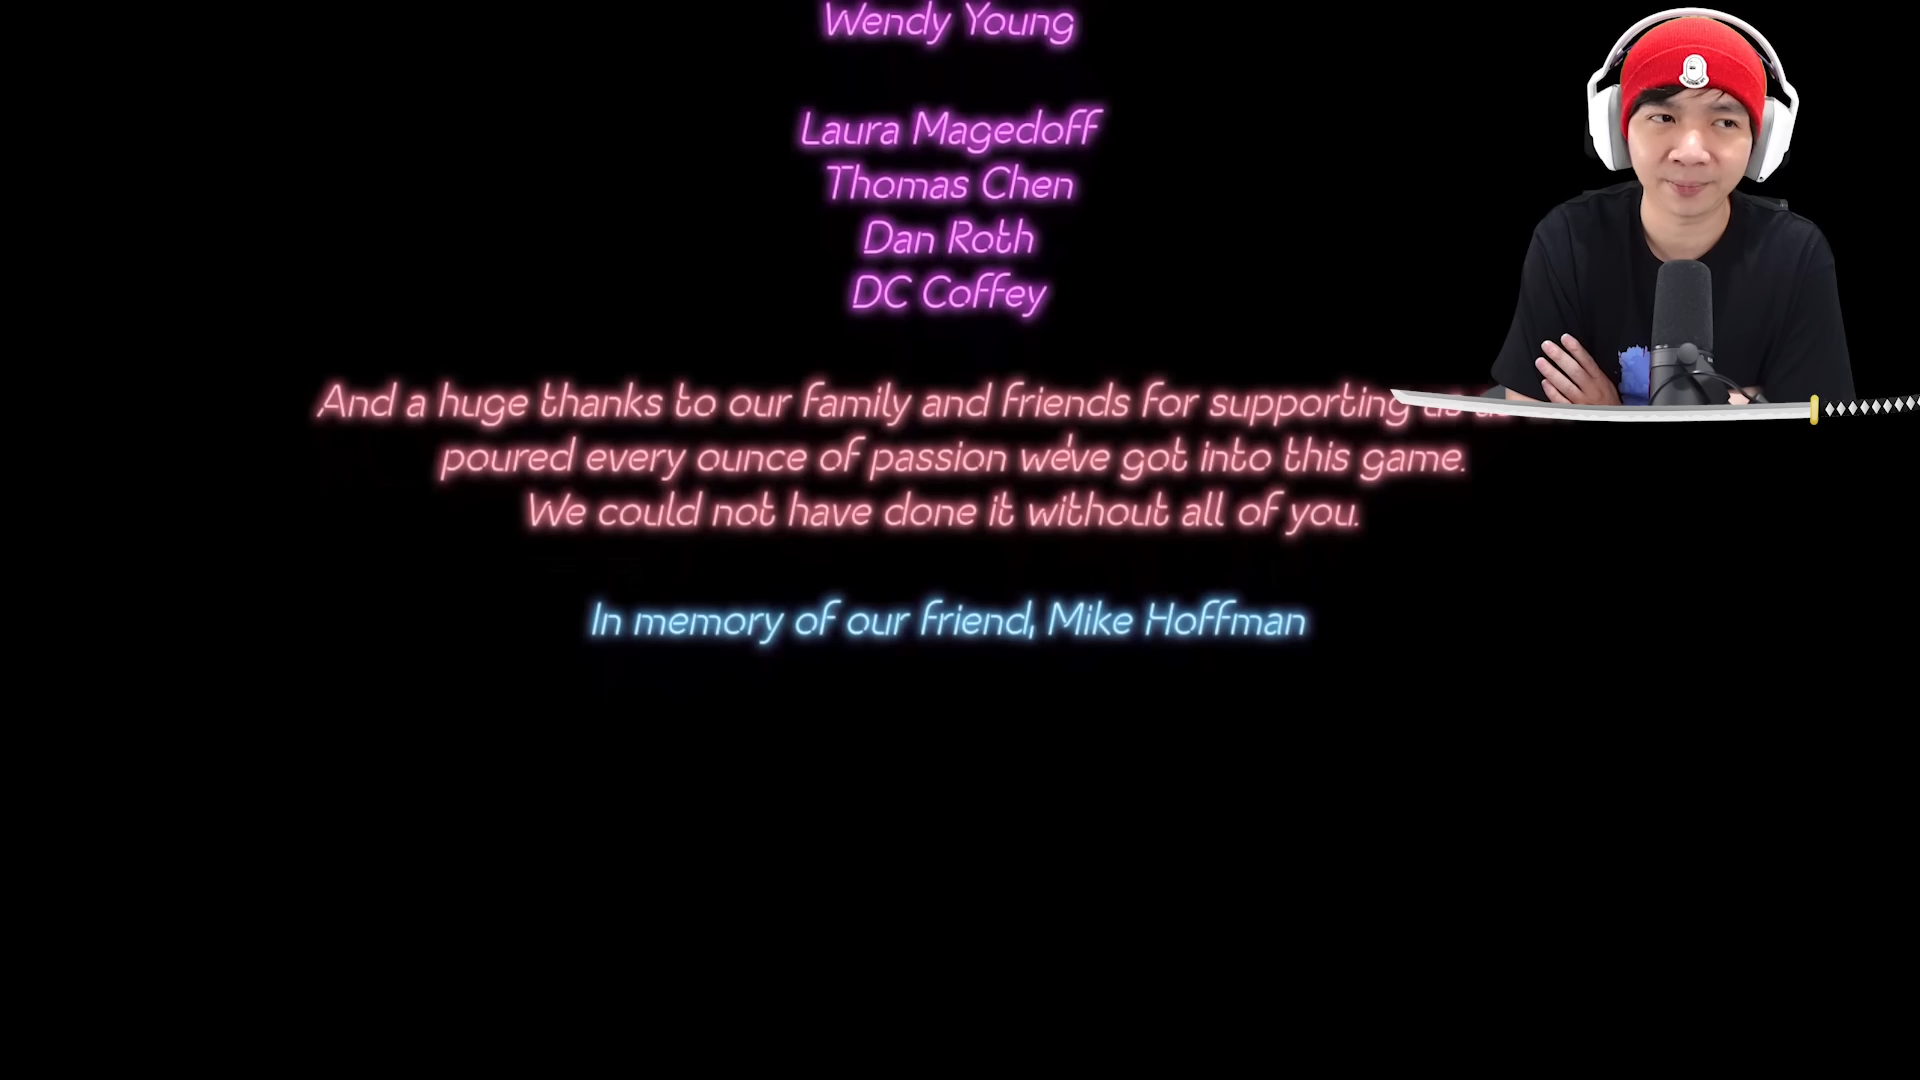 Wendy Young
Laura Magedoff
Thomas Chen
Dan Roth
DC Coffey
And a huge thanks to our family and friends for supporting us
poured every ounce of passion we've got into this game.
We could not have done it without all of you.
In memory of our friend, Mike Hoffman